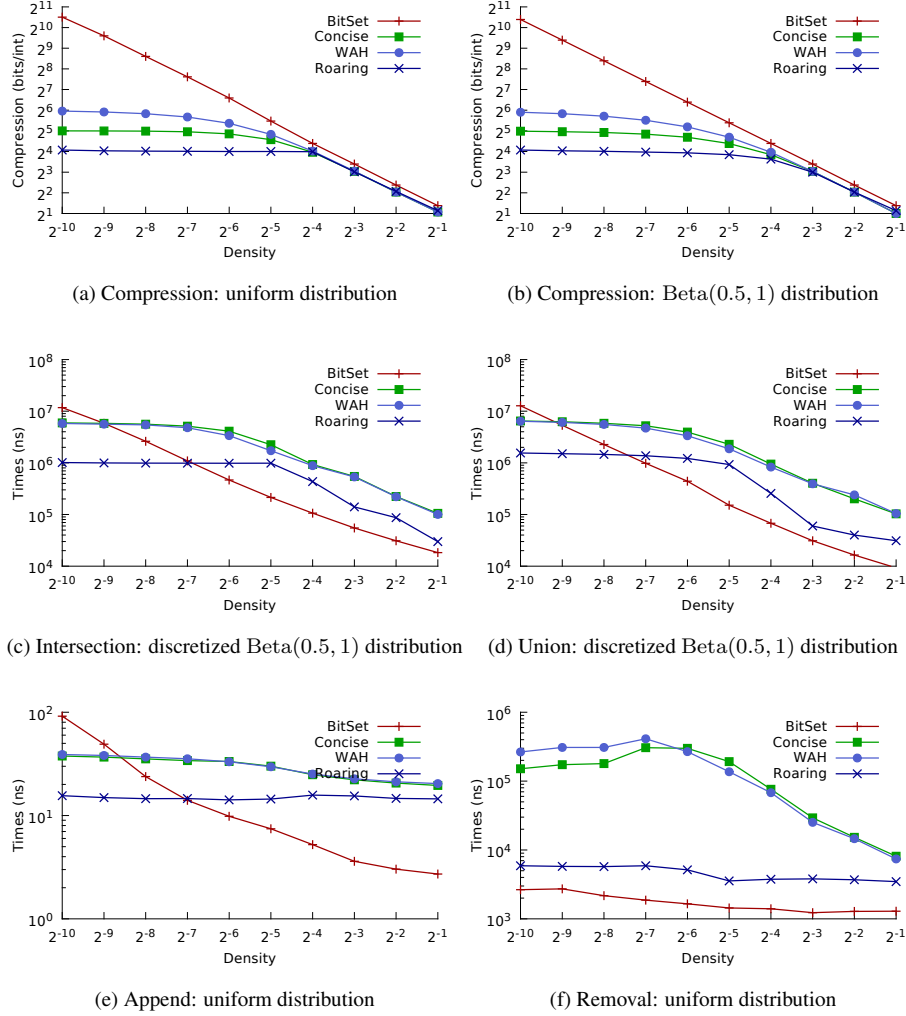 2^11
2^10
2^9
2^8
2^7
2^6
2^5
2^4
2^3
2^2
2^1
Compression (bits/int)
BitSet
Concise
WAH
Roaring
2^-10 2^-9 2^-8 2^-7 2^-6 2^-5 2^-4 2^-3 2^-2 2^-1
Density
(a) Compression: uniform distribution
2^11
2^10
2^9
2^8
2^7
2^6
2^5
2^4
2^3
2^2
2^1
Compression (bits/int)
BitSet
Concise
WAH
Roaring
2^-10 2^-9 2^-8 2^-7 2^-6 2^-5 2^-4 2^-3 2^-2 2^-1
Density
(b) Compression: Beta(0.5, 1) distribution
10^8
10^7
10^6
10^5
10^4
Times (ns)
BitSet
Concise
WAH
Roaring
2^-10 2^-9 2^-8 2^-7 2^-6 2^-5 2^-4 2^-3 2^-2 2^-1
Density
(c) Intersection: discretized Beta(0.5, 1) distribution
10^8
10^7
10^6
10^5
10^4
Times (ns)
BitSet
Concise
WAH
Roaring
2^-10 2^-9 2^-8 2^-7 2^-6 2^-5 2^-4 2^-3 2^-2 2^-1
Density
(d) Union: discretized Beta(0.5, 1) distribution
10^2
10^1
10^0
Times (ns)
BitSet
Concise
WAH
Roaring
2^-10 2^-9 2^-8 2^-7 2^-6 2^-5 2^-4 2^-3 2^-2 2^-1
Density
(e) Append: uniform distribution
10^6
10^5
10^4
10^3
Times (ns)
BitSet
Concise
WAH
Roaring
2^-10 2^-9 2^-8 2^-7 2^-6 2^-5 2^-4 2^-3 2^-2 2^-1
Density
(f) Removal: uniform distribution